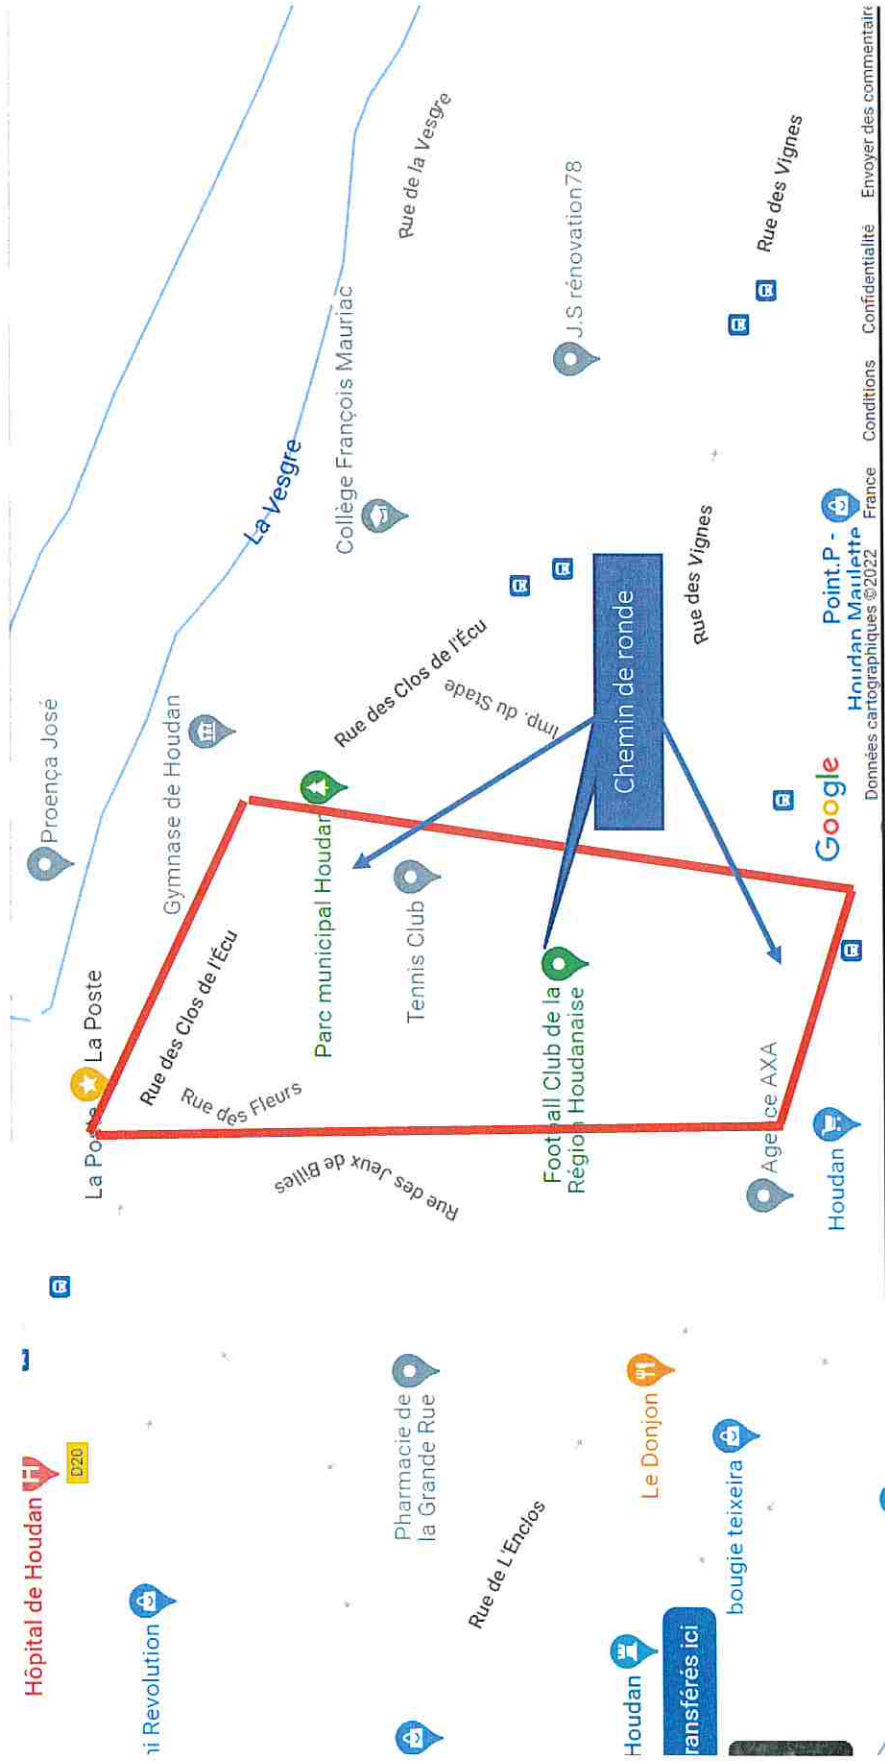 Hôpital de Houdan
D20
La Poste
La Poste
Proença José
ni Revolution
Rue des Clos de l'Écu
Gymnase de Houdan
Rue des Fleurs
La Vesgre
Rue des Jeux de Billes
Parc municipal Houdan
Collège François Mauriac
Rue des Clos de l'Écu
Rue de la Vesgre
Pharmacie de
la Grande Rue
Tennis Club
Imp. du Stade
Rue de L'Enclos
Football Club de la
Région Houdanaise
J.S rénovation78
Chemin de ronde
Houdan
ransférés ici
Le Donjon
Rue des Vignes
Rue des Vignes
bougie teixeira
Agence AXA
Houdan
Google
Point.P -
Houdan Maulette
Données cartographiques ©2022 France Conditions Confidentialité Envoyer des commentaire